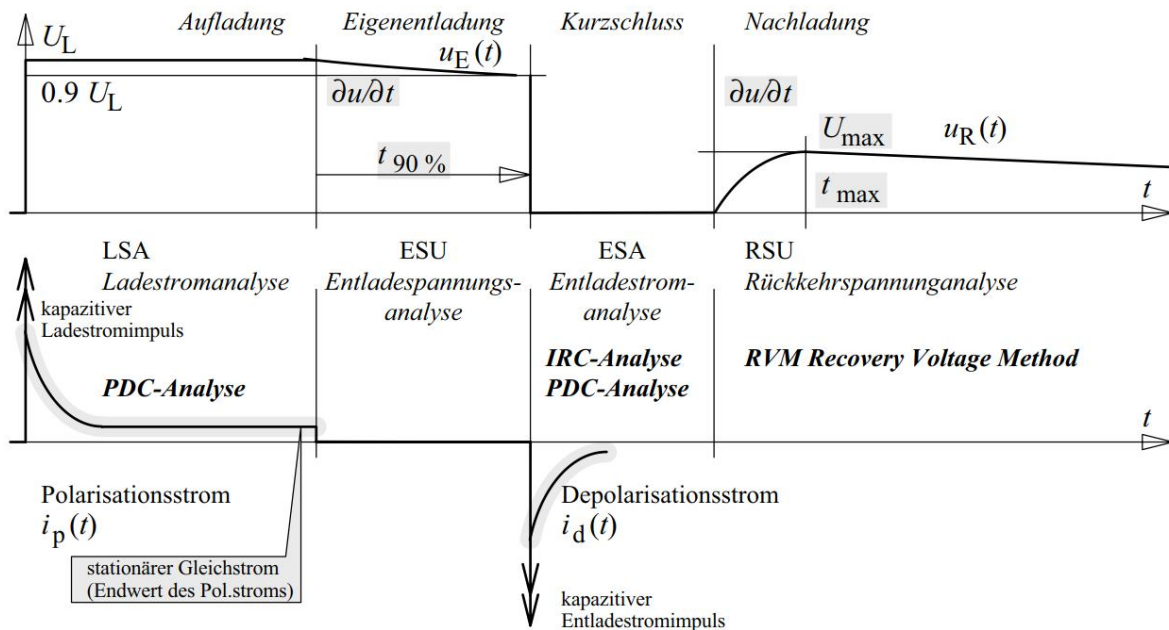 Aufladung Eigenentladung Kurzschluss Nachladung
U_L
u_E(t)
0.9 U_L
∂u/∂t
∂u/∂t
U_max
u_R(t)
t_90 %
t_max
t
LSA
Ladestromanalyse
ESU
Entladespannungs-
analyse
ESA
Entladestrom-
analyse
RSU
Rückkehrspannunganalyse
kapazitiver
Ladestromimpuls
PDC-Analyse
IRC-Analyse
PDC-Analyse
RVM Recovery Voltage Method
t
Polarisationsstrom
i_p(t)
stationärer Gleichstrom
(Endwert des Pol.stroms)
Depolarisationsstrom
i_d(t)
kapazitiver
Entladestromimpuls